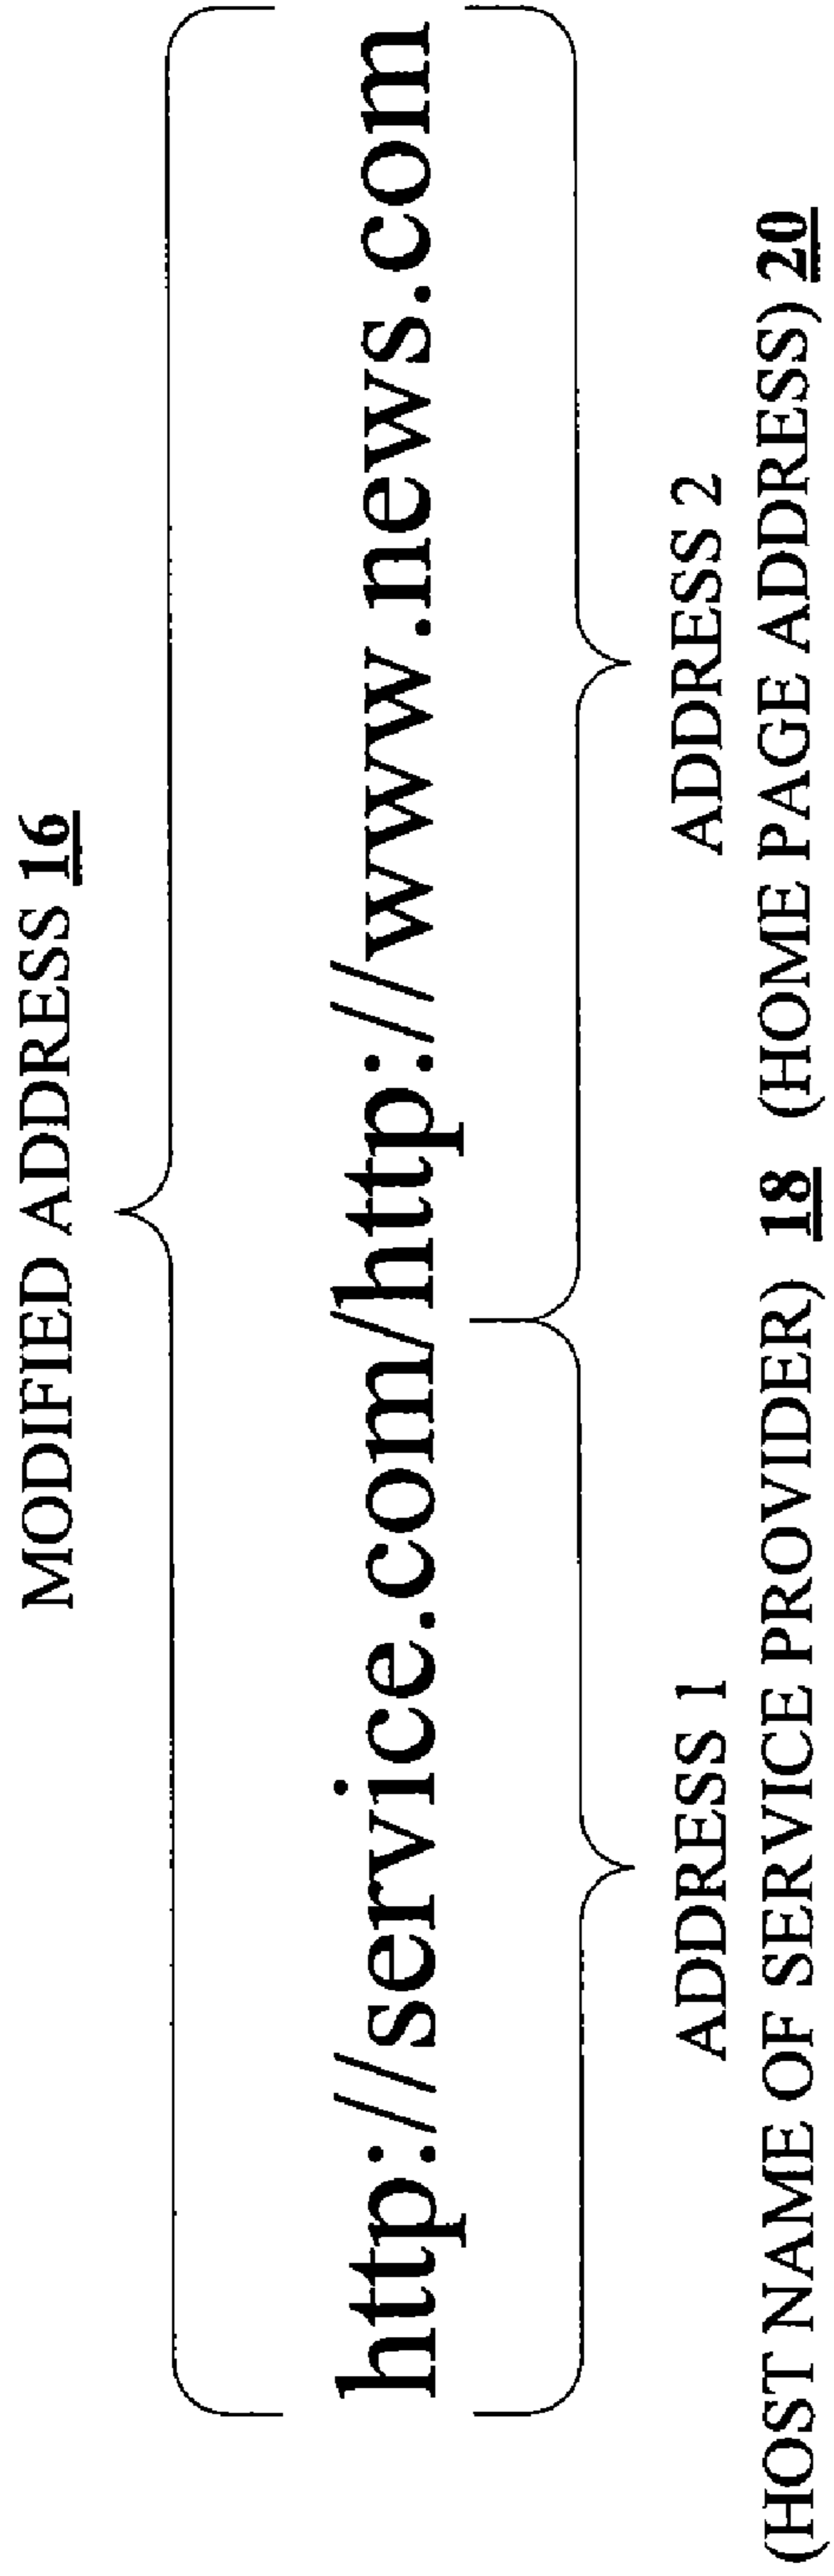 MODIFIED ADDRESS 16
http://service.com/http://www.news.com
ADDRESS 1
ADDRESS 2
(HOST NAME OF SERVICE PROVIDER) 18 (HOME PAGE ADDRESS) 20